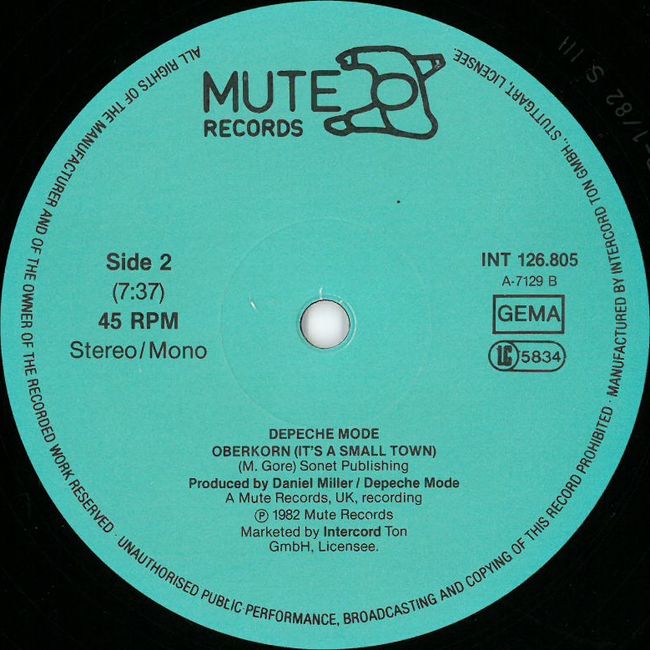 MUTE
RECORDS
Side 2
(7:37)
45 RPM
Stereo/Mono
INT 126.805
A-7129 B
GEMA
LC 5834
DEPECHE MODE
OBERKORN (IT'S A SMALL TOWN)
(M. Gore) Sonet Publishing
Produced by Daniel Miller / Depeche Mode
A Mute Records, UK, recording
Ⓟ 1982 Mute Records
Marketed by Intercord Ton
GmbH, Licensee.
ALL RIGHTS OF THE MANUFACTURER AND OF THE OWNER OF THE RECORDED WORK RESERVED · UNAUTHORISED PUBLIC PERFORMANCE, BROADCASTING AND COPYING OF THIS RECORD PROHIBITED · MANUFACTURED BY INTERCORD TON GMBH., STUTTGART, LICENSEE.